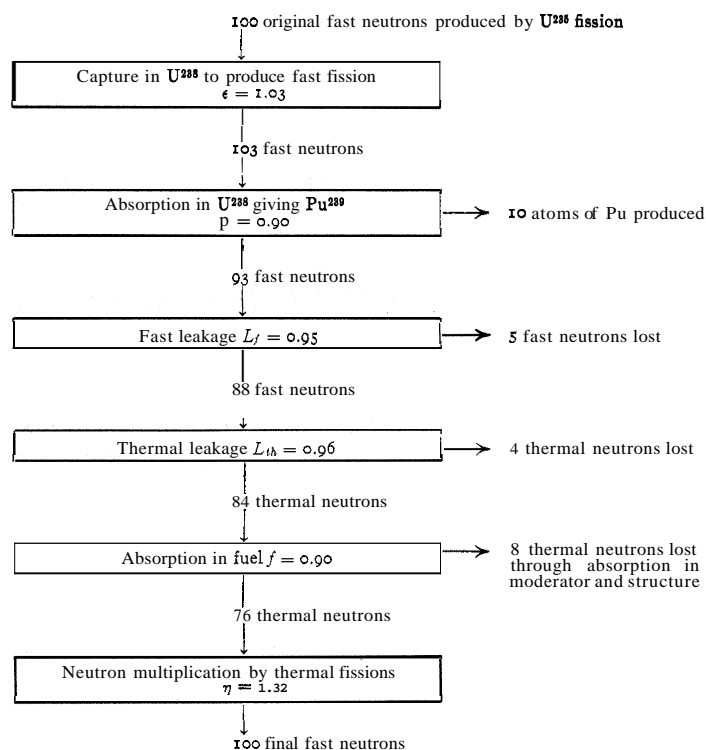 100 original fast neutrons produced by U²³⁵ fission
Capture in U²³⁸ to produce fast fission
ϵ = 1.03
103 fast neutrons
Absorption in U²³⁸ giving Pu²³⁹
p = 0.90
10 atoms of Pu produced
93 fast neutrons
Fast leakage L_f = 0.95
5 fast neutrons lost
88 fast neutrons
Thermal leakage L_th = 0.96
4 thermal neutrons lost
84 thermal neutrons
Absorption in fuel f = 0.90
8 thermal neutrons lost
through absorption in
moderator and structure
76 thermal neutrons
Neutron multiplication by thermal fissions
η = 1.32
100 final fast neutrons